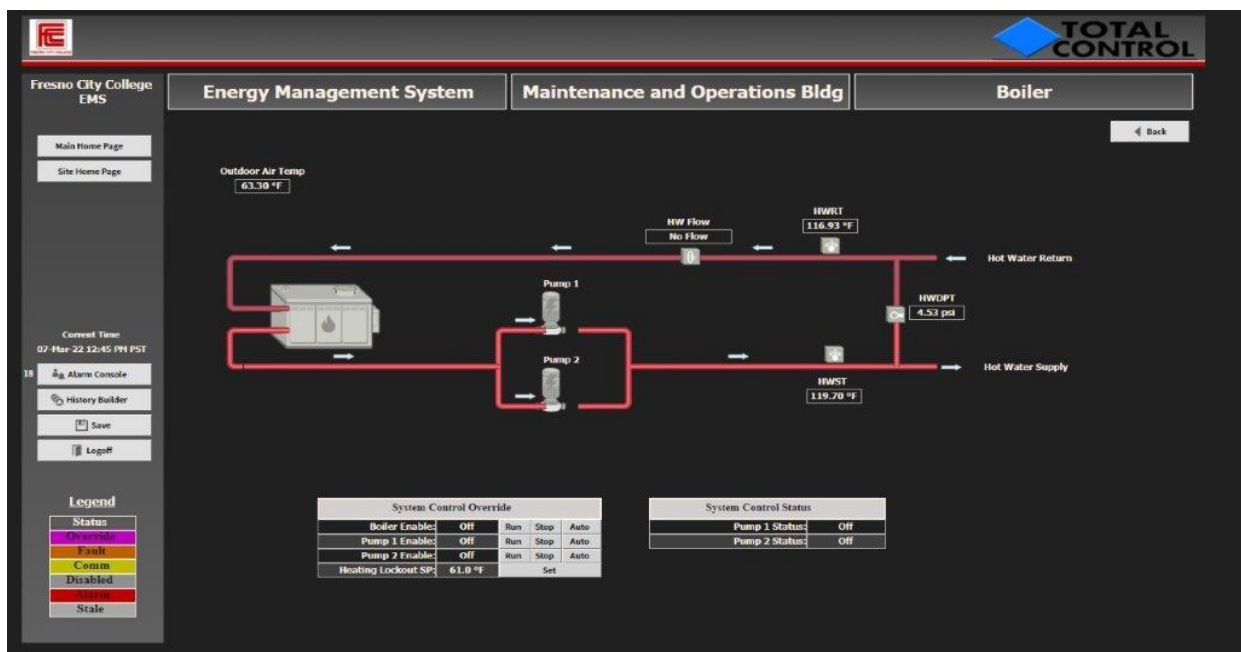 FCC
TOTAL
CONTROL
Fresno City College
EMS
Energy Management System
Maintenance and Operations Bldg
Boiler
Back
Main Home Page
Site Home Page
Outdoor Air Temp
63.30 °F
HW Flow
No Flow
HWRT
116.93 °F
Hot Water Return
Pump 1
HWDPT
4.53 psi
Pump 2
Hot Water Supply
HWST
119.70 °F
Current Time
07-Mar-22 12:45 PM PST
18 Alarm Console
History Builder
Save
Logoff
Legend
Status
Override
Fault
Comm
Disabled
Alarm
Stale
System Control Override
Boiler Enable: Off Run Stop Auto
Pump 1 Enable: Off Run Stop Auto
Pump 2 Enable: Off Run Stop Auto
Heating Lockout SP: 61.0 °F Set
System Control Status
Pump 1 Status: Off
Pump 2 Status: Off